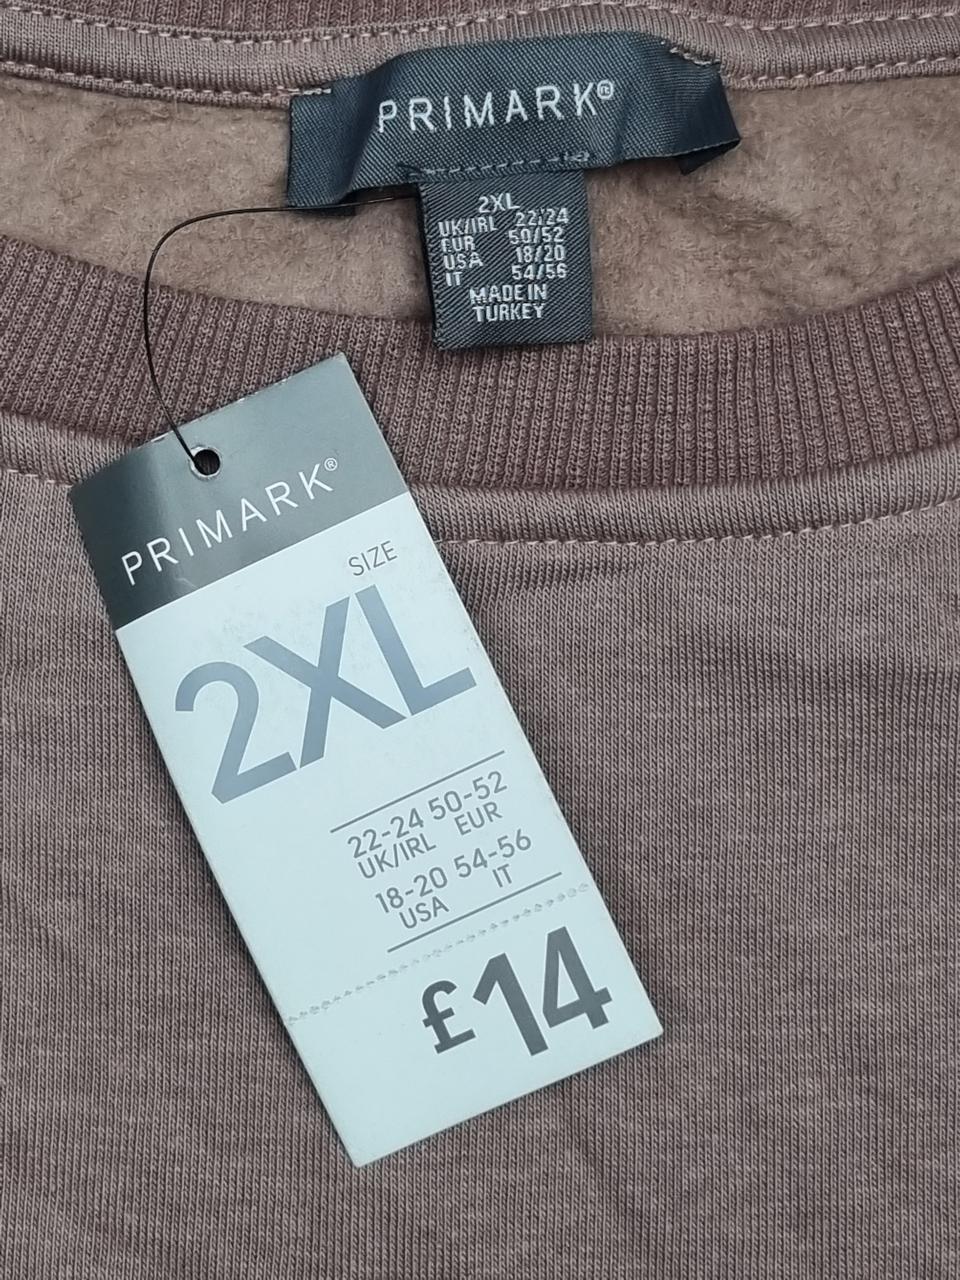 PRIMARK®
2XL
UK/IRL 22/24
EUR 50/52
USA 18/20
IT 54/56
MADE IN
TURKEY
PRIMARK®
SIZE
2XL
22-24 50-52
UK/IRL EUR
18-20 54-56
USA IT
£14